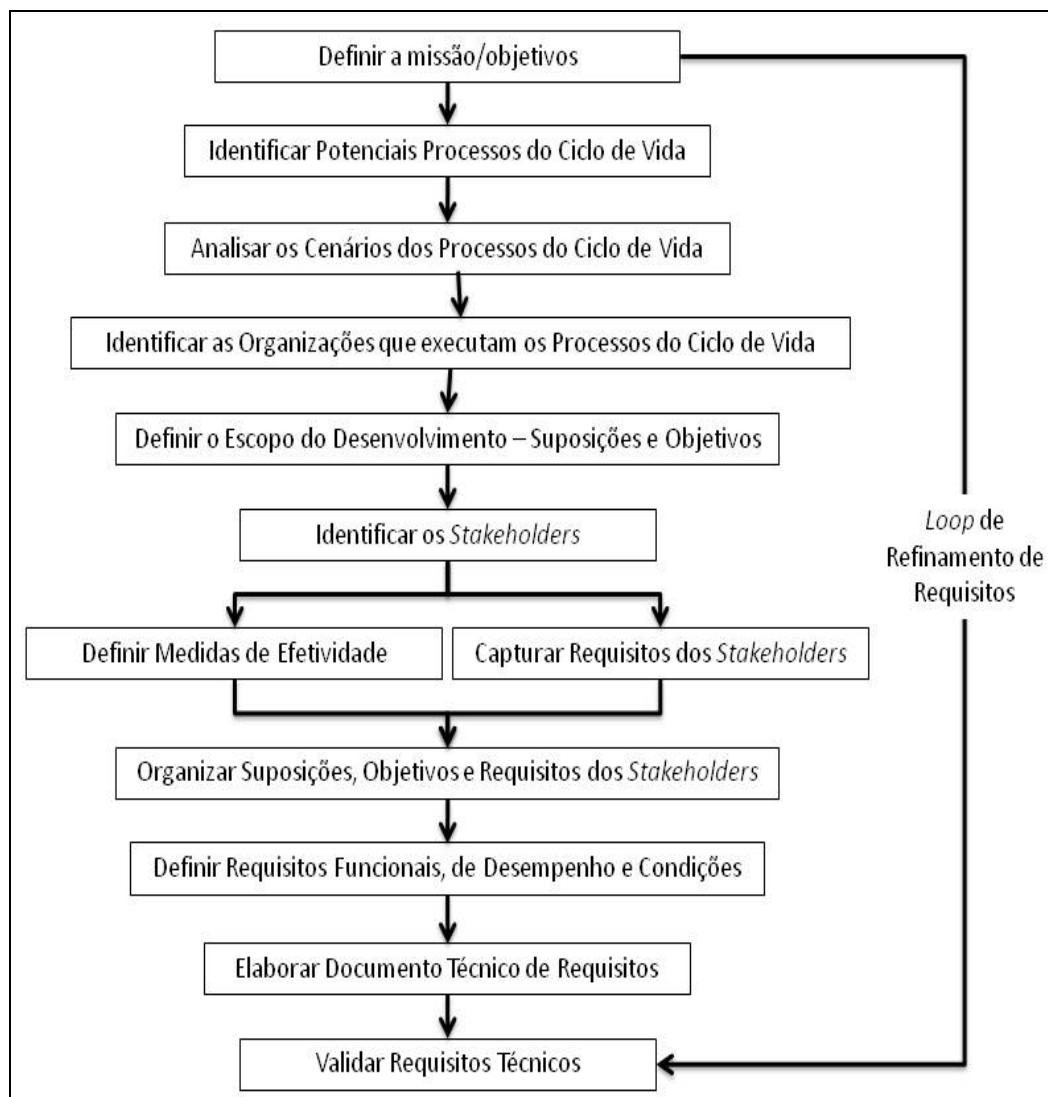 Definir a missão/objetivos
Identificar Potenciais Processos do Ciclo de Vida
Analisar os Cenários dos Processos do Ciclo de Vida
Identificar as Organizações que executam os Processos do Ciclo de Vida
Definir o Escopo do Desenvolvimento – Suposições e Objetivos
Identificar os Stakeholders
Definir Medidas de Efetividade
Capturar Requisitos dos Stakeholders
Organizar Suposições, Objetivos e Requisitos dos Stakeholders
Definir Requisitos Funcionais, de Desempenho e Condições
Elaborar Documento Técnico de Requisitos
Validar Requisitos Técnicos
Loop de
Refinamento de
Requisitos